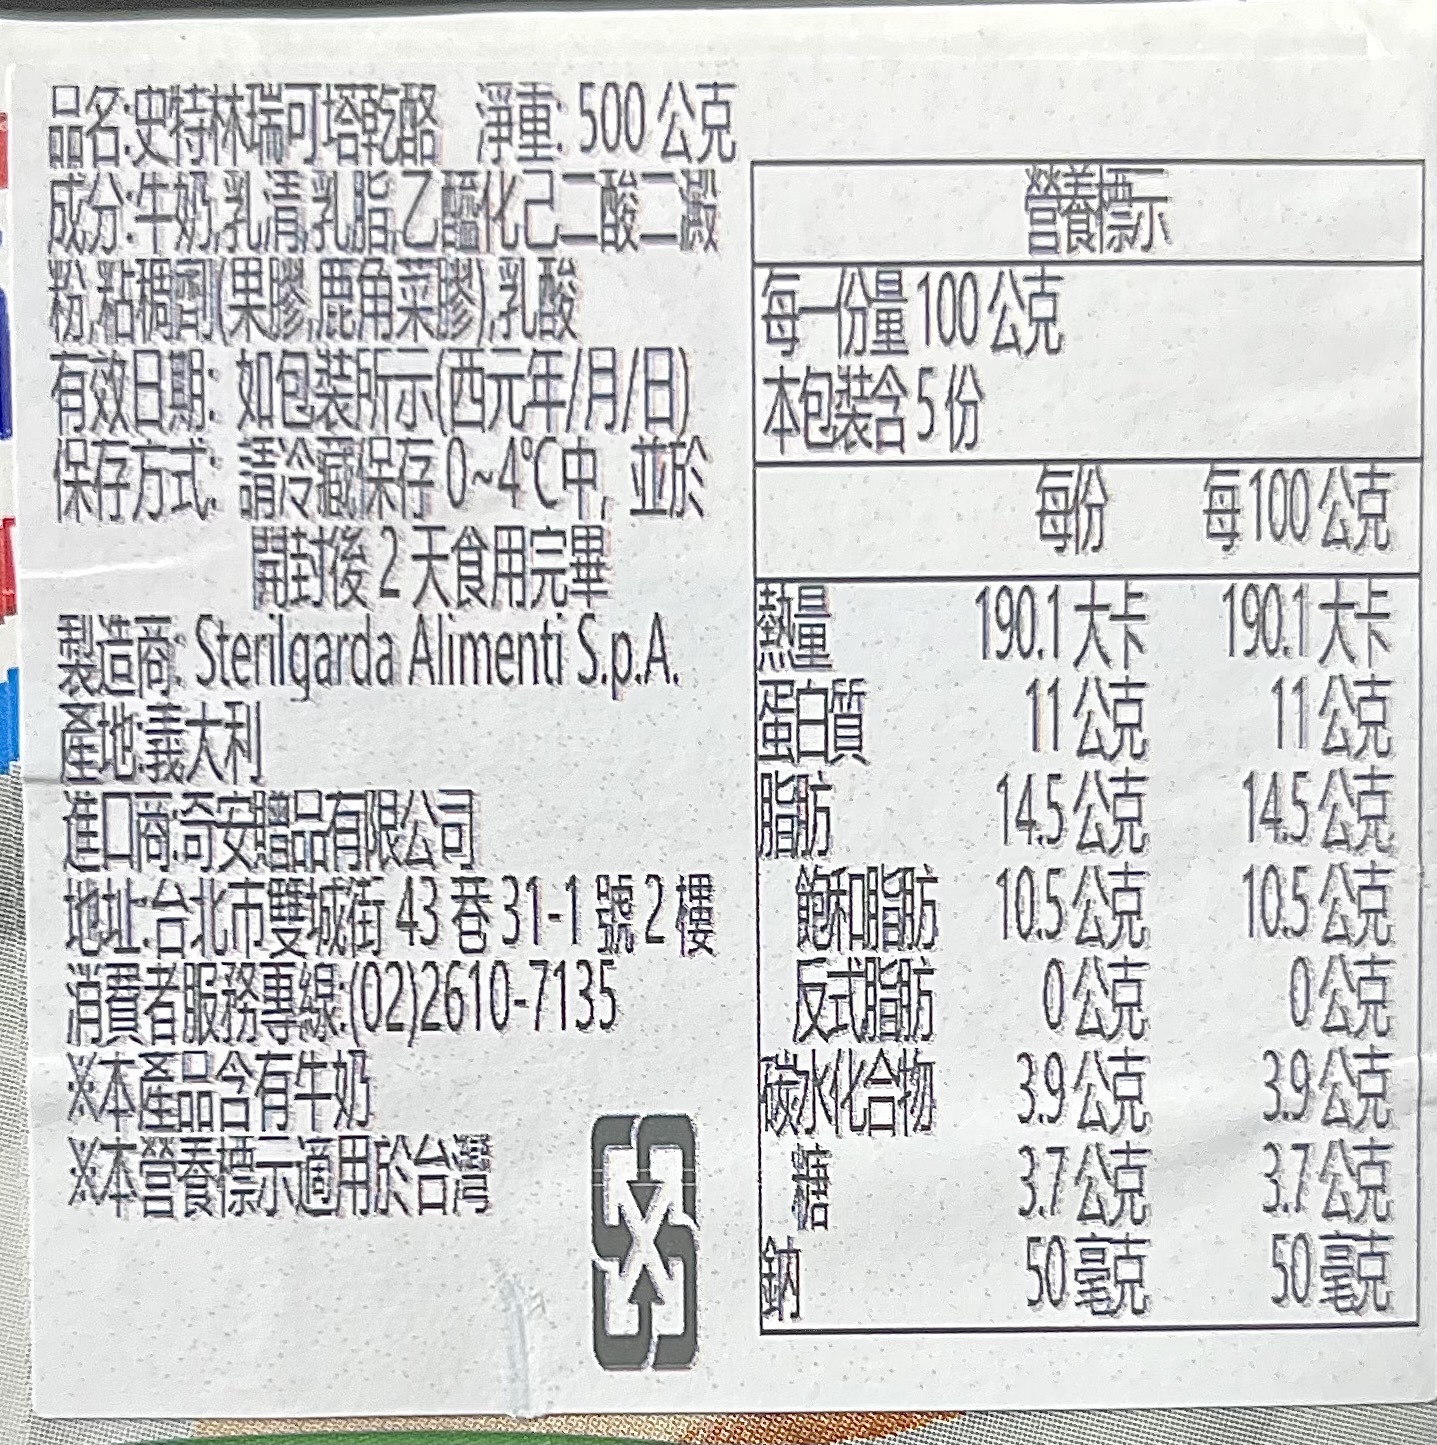 品名:史特林瑞可塔乾酪 淨重: 500 公克
成分:牛奶,乳清,乳脂,乙醯化己二酸二澱
粉,粘稠劑(果膠,鹿角菜膠),乳酸
有效日期: 如包裝所示(西元年/月/日)
保存方式: 請冷藏保存 0~4℃中, 並於
開封後 2 天食用完畢
製造商: Sterilgarda Alimenti S.p.A.
產地:義大利
進口商:奇安贈品有限公司
地址:台北市雙城街 43 巷 31-1 號 2 樓
消費者服務專線:(02)2610-7135
※本產品含有牛奶
※本營養標示適用於台灣
營養標示
每一份量 100 公克
本包裝含 5 份
每份 每 100 公克
熱量 190.1 大卡 190.1 大卡
蛋白質 11 公克 11 公克
脂肪 14.5 公克 14.5 公克
飽和脂肪 10.5 公克 10.5 公克
反式脂肪 0 公克 0 公克
碳水化合物 3.9 公克 3.9 公克
糖 3.7 公克 3.7 公克
鈉 50 毫克 50 毫克